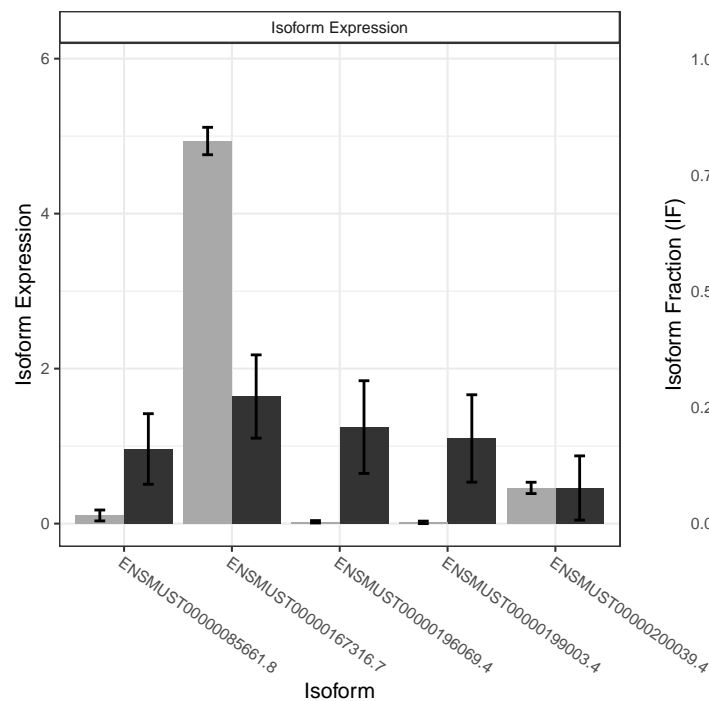 Isoform Expression
6
4
2
0
Isoform Expression
ENSMUST00000085661.8
ENSMUST00000167316.7
ENSMUST00000196069.4
ENSMUST00000199003.4
ENSMUST00000200039.4
Isoform
Isoform Fraction (IF)
1.0
0.7
0.5
0.2
0.0